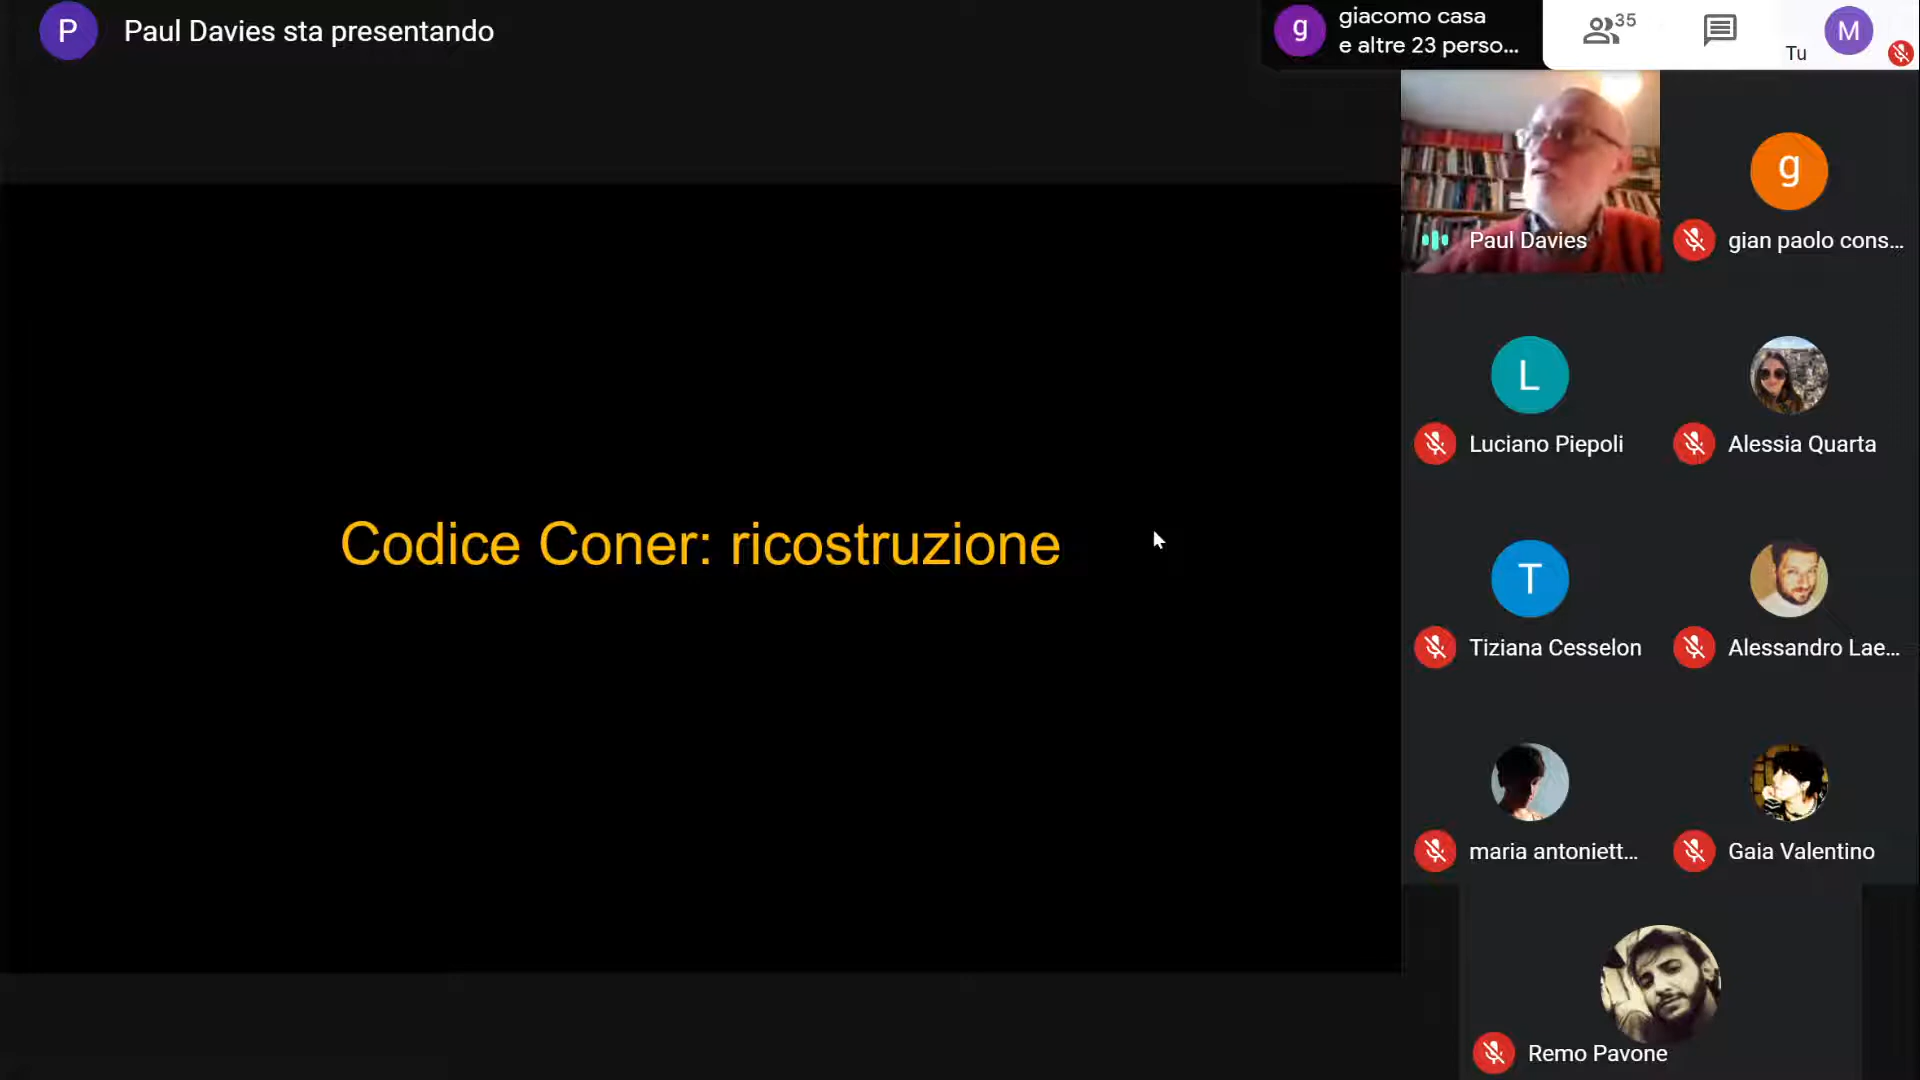 P
Paul Davies sta presentando
g
giacomo casa
e altre 23 perso...
35
Tu
M
Paul Davies
g
gian paolo cons...
L
Luciano Piepoli
Alessia Quarta
Codice Coner: ricostruzione
T
Tiziana Cesselon
Alessandro Lae...
maria antoniett...
Gaia Valentino
Remo Pavone